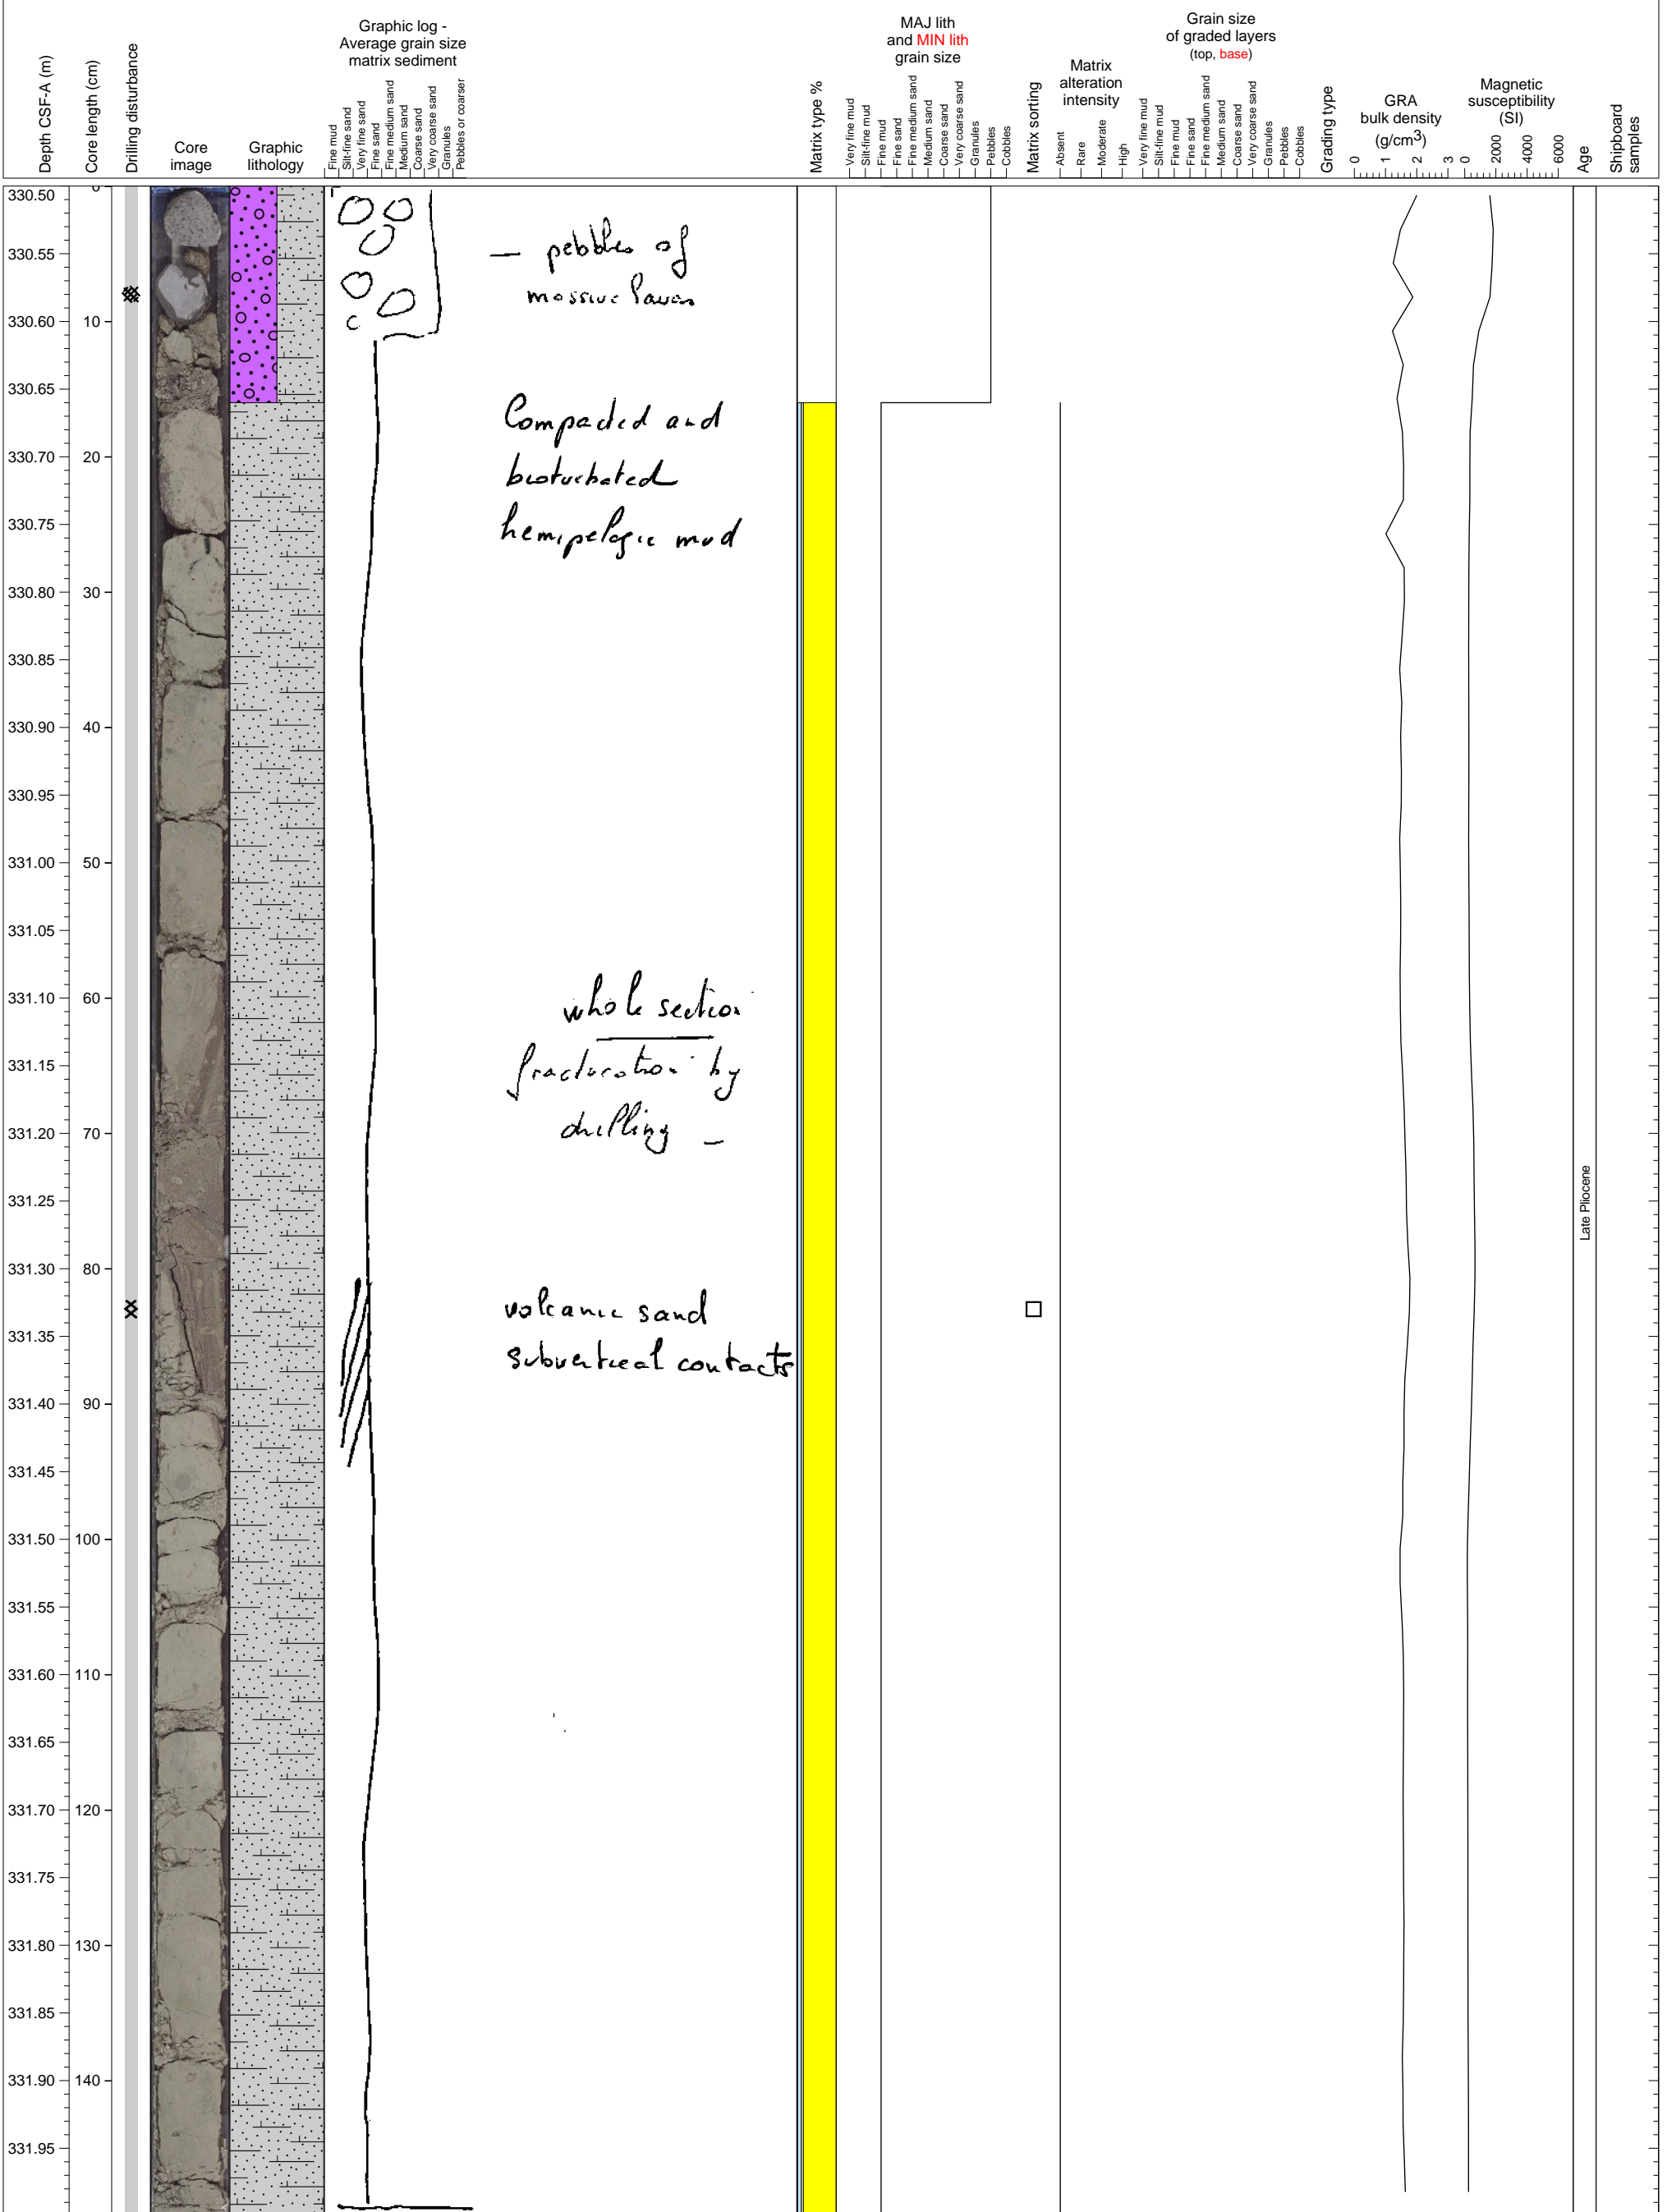 Depth CSF-A (m)
Core length (cm)
Drilling disturbance
Core
image
Graphic
lithology
Graphic log -
Average grain size
matrix sediment
Fine mud
Silt-fine sand
Very fine sand
Fine sand
Fine medium sand
Medium sand
Coarse sand
Very coarse sand
Granules
Pebbles or coarser
Matrix type %
MAJ lith
and MIN lith
grain size
Very fine mud
Silt-fine mud
Fine mud
Fine sand
Fine medium sand
Medium sand
Coarse sand
Very coarse sand
Granules
Pebbles
Cobbles
Matrix sorting
Matrix
alteration
intensity
Absent
Rare
Moderate
High
Grain size
of graded layers
(top, base)
Very fine mud
Silt-fine mud
Fine mud
Fine sand
Fine medium sand
Medium sand
Coarse sand
Very coarse sand
Granules
Pebbles
Cobbles
Grading type
GRA
bulk density
(g/cm3)
0 1 2 3
Magnetic
susceptibility
(SI)
0 2000 4000 6000
Age
Shipboard
samples
330.50 0
330.55
330.60 10
330.65
330.70 20
330.75
330.80 30
330.85
330.90 40
330.95
331.00 50
331.05
331.10 60
331.15
331.20 70
331.25
331.30 80
331.35
331.40 90
331.45
331.50 100
331.55
331.60 110
331.65
331.70 120
331.75
331.80 130
331.85
331.90 140
331.95
— pebbles of
massive lavas
Compacted and
bioturbated
hemipelagic mud
whole section
fracturation by
drilling –
volcanic sand
subvertical contacts
Late Pliocene